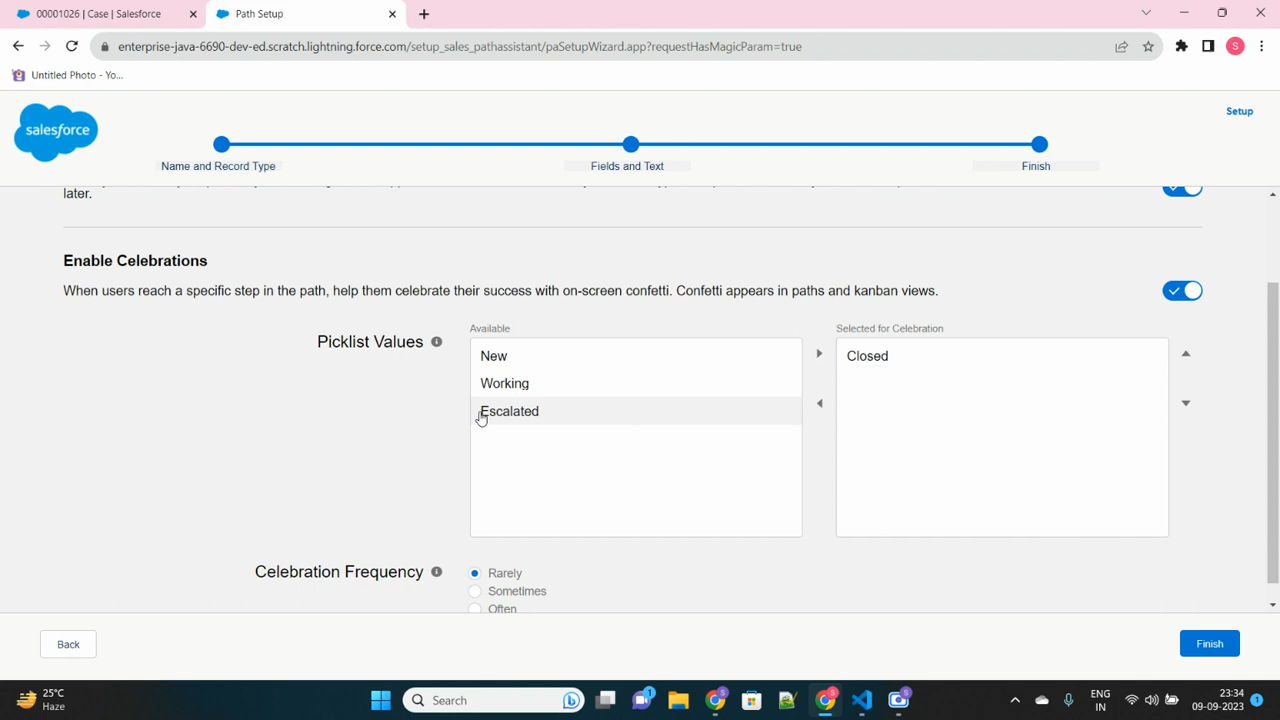 00001026 | Case | Salesforce
Path Setup
enterprise-java-6690-dev-ed.scratch.lightning.force.com/setup_sales_pathassistant/paSetupWizard.app?requestHasMagicParam=true
S
Untitled Photo - Yo...
salesforce
Setup
Name and Record Type
Fields and Text
Finish
later.
Enable Celebrations
When users reach a specific step in the path, help them celebrate their success with on-screen confetti. Confetti appears in paths and kanban views.
Picklist Values
Available
Selected for Celebration
New
Working
Escalated
Closed
Celebration Frequency
Rarely
Sometimes
Often
Back
Finish
25°C
Haze
Search
1
ENG
IN
23:34
09-09-2023
1